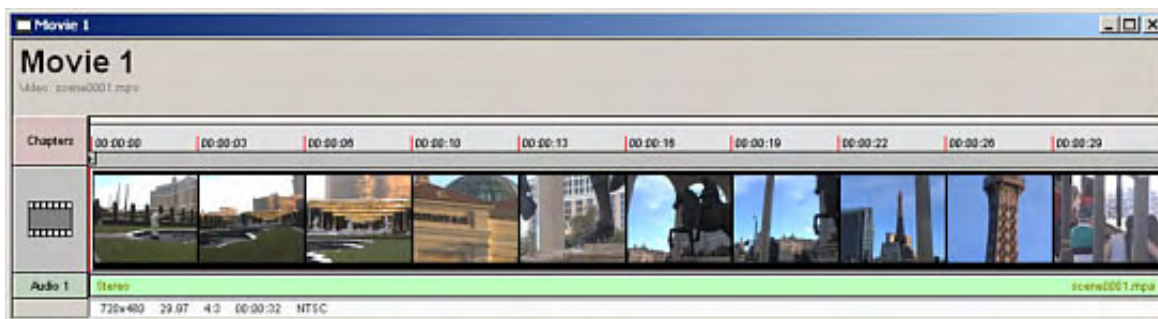 Movie 1
Movie 1
Video: scene0001.mpv
Chapters
00:00:00 00:00:03 00:00:06 00:00:10 00:00:13 00:00:16 00:00:19 00:00:22 00:00:26 00:00:29
Audio 1 Stereo scene0001.mpa
720x480 29.97 4:3 00:00:32 NTSC